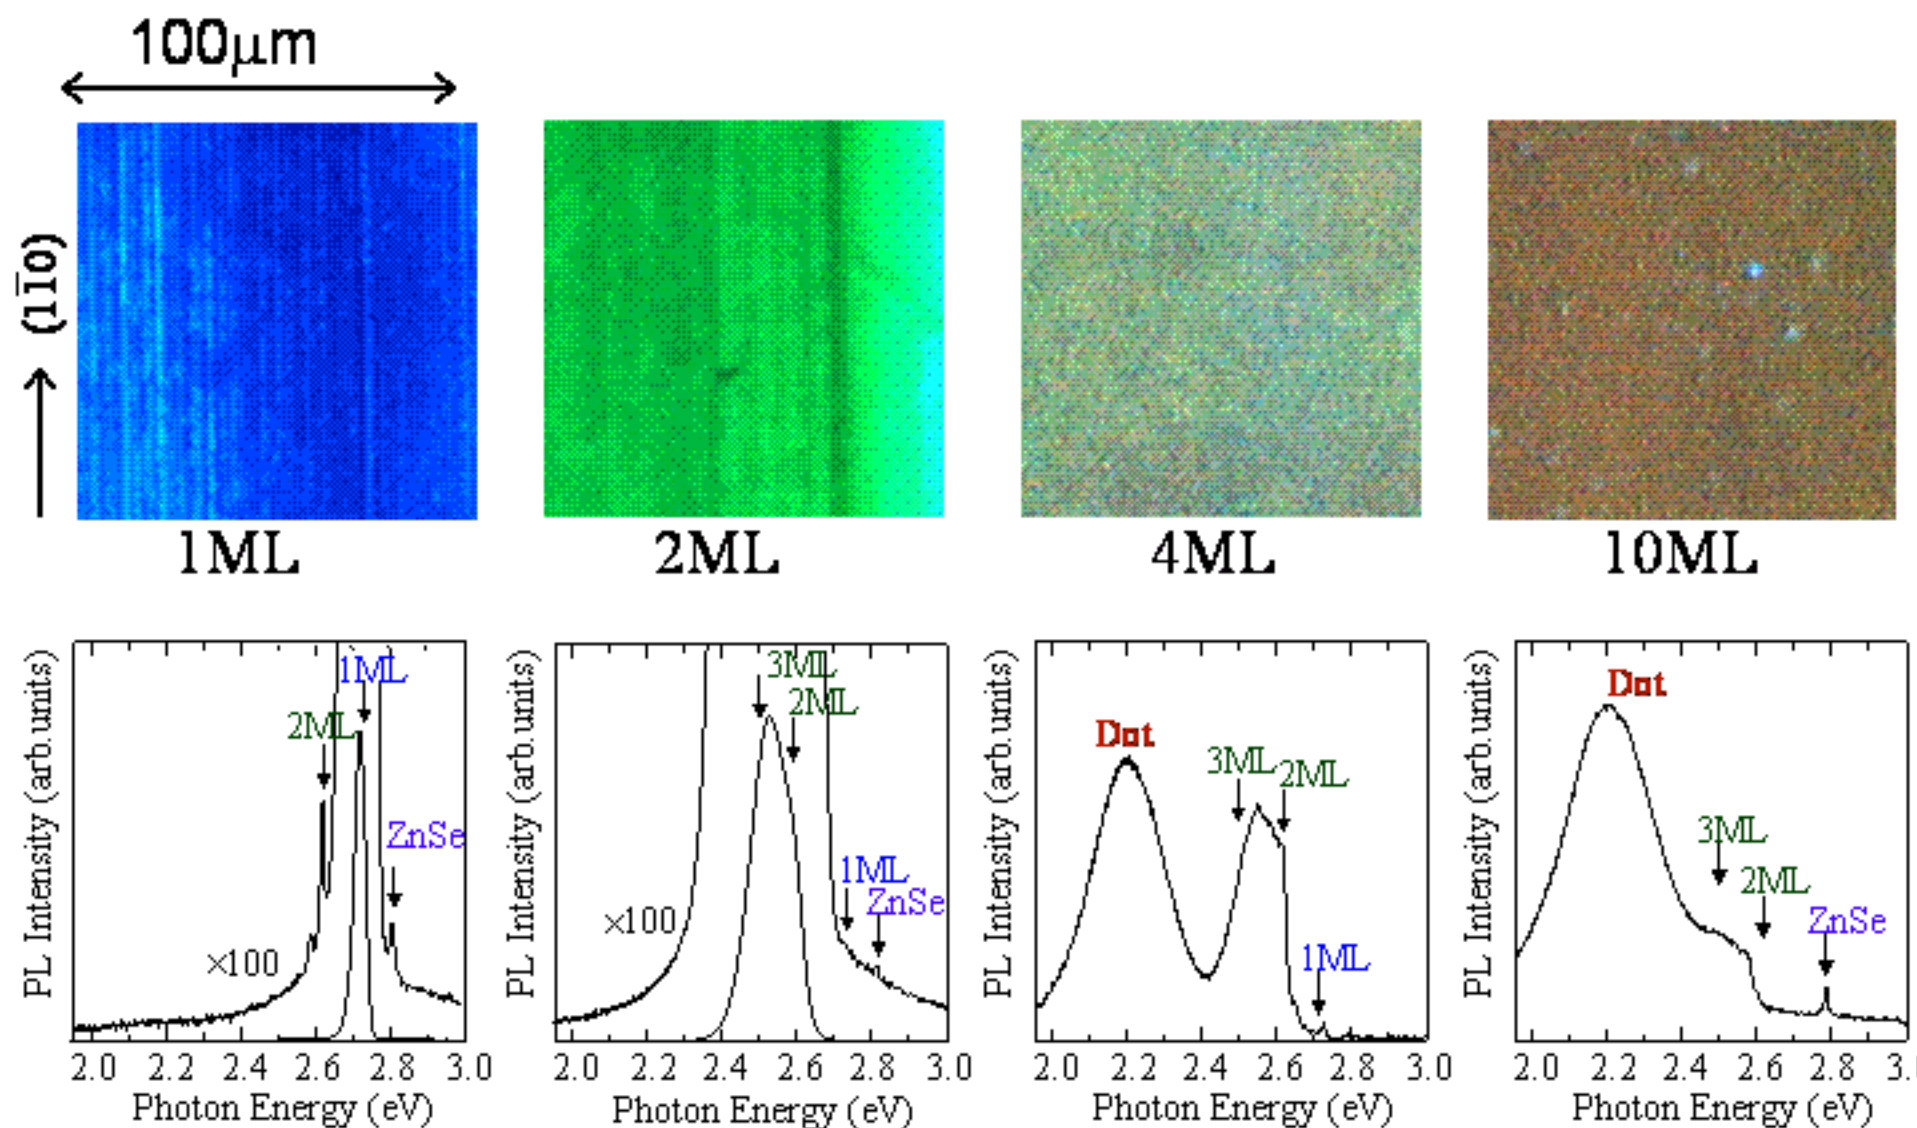 100μm
(11̄0)
1ML
2ML
4ML
10ML
PL Intensity (arb.units)
1ML
2ML
ZnSe
×100
2.0 2.2 2.4 2.6 2.8 3.0
Photon Energy (eV)
PL Intensity (arb.units)
3ML
2ML
1ML
ZnSe
×100
2.0 2.2 2.4 2.6 2.8 3.0
Photon Energy (eV)
PL Intensity (arb.units)
Dot
3ML
2ML
1ML
2.0 2.2 2.4 2.6 2.8 3.0
Photon Energy (eV)
PL Intensity (arb.units)
Dot
3ML
2ML
ZnSe
2.0 2.2 2.4 2.6 2.8 3.
Photon Energy (eV)